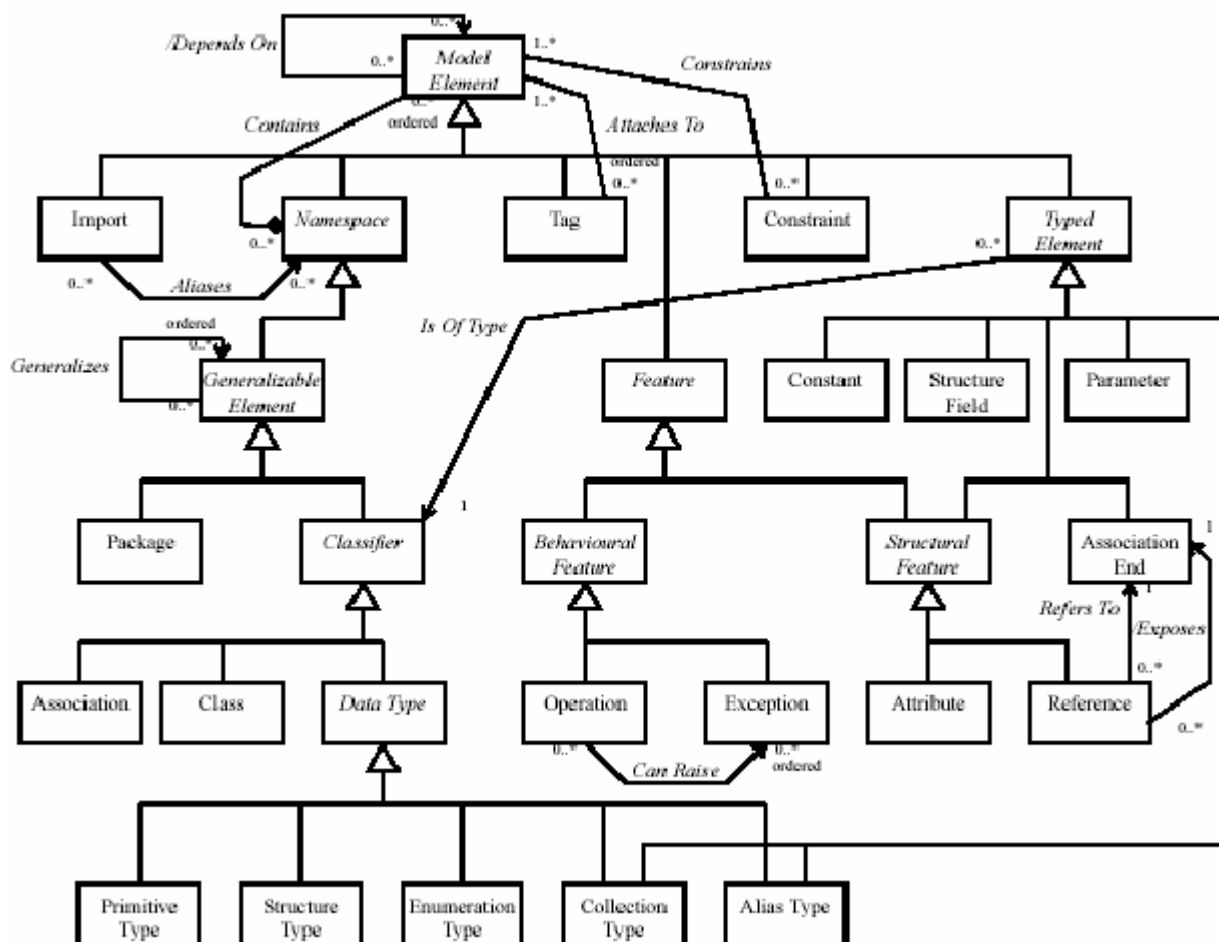 0..*
/Depends On
1..*
0..*
Model
Element
Constrains
0..*
1..*
ordered
Contains
Attaches To
ordered
0..*
0..*
Import
Namespace
Tag
Constraint
Typed
Element
0..*
0..*
0..*
Aliases
0..*
ordered
0..*
Is Of Type
Generalizes
Generalizable
Element
0..*
Feature
Constant
Structure
Field
Parameter
1
Package
Classifier
Behavioural
Feature
Structural
Feature
Association
End
1
1
Refers To
/Exposes
0..*
Association
Class
Data Type
Operation
Exception
Attribute
Reference
0..*
0..*
0..*
ordered
Can Raise
Primitive
Type
Structure
Type
Enumeration
Type
Collection
Type
Alias Type